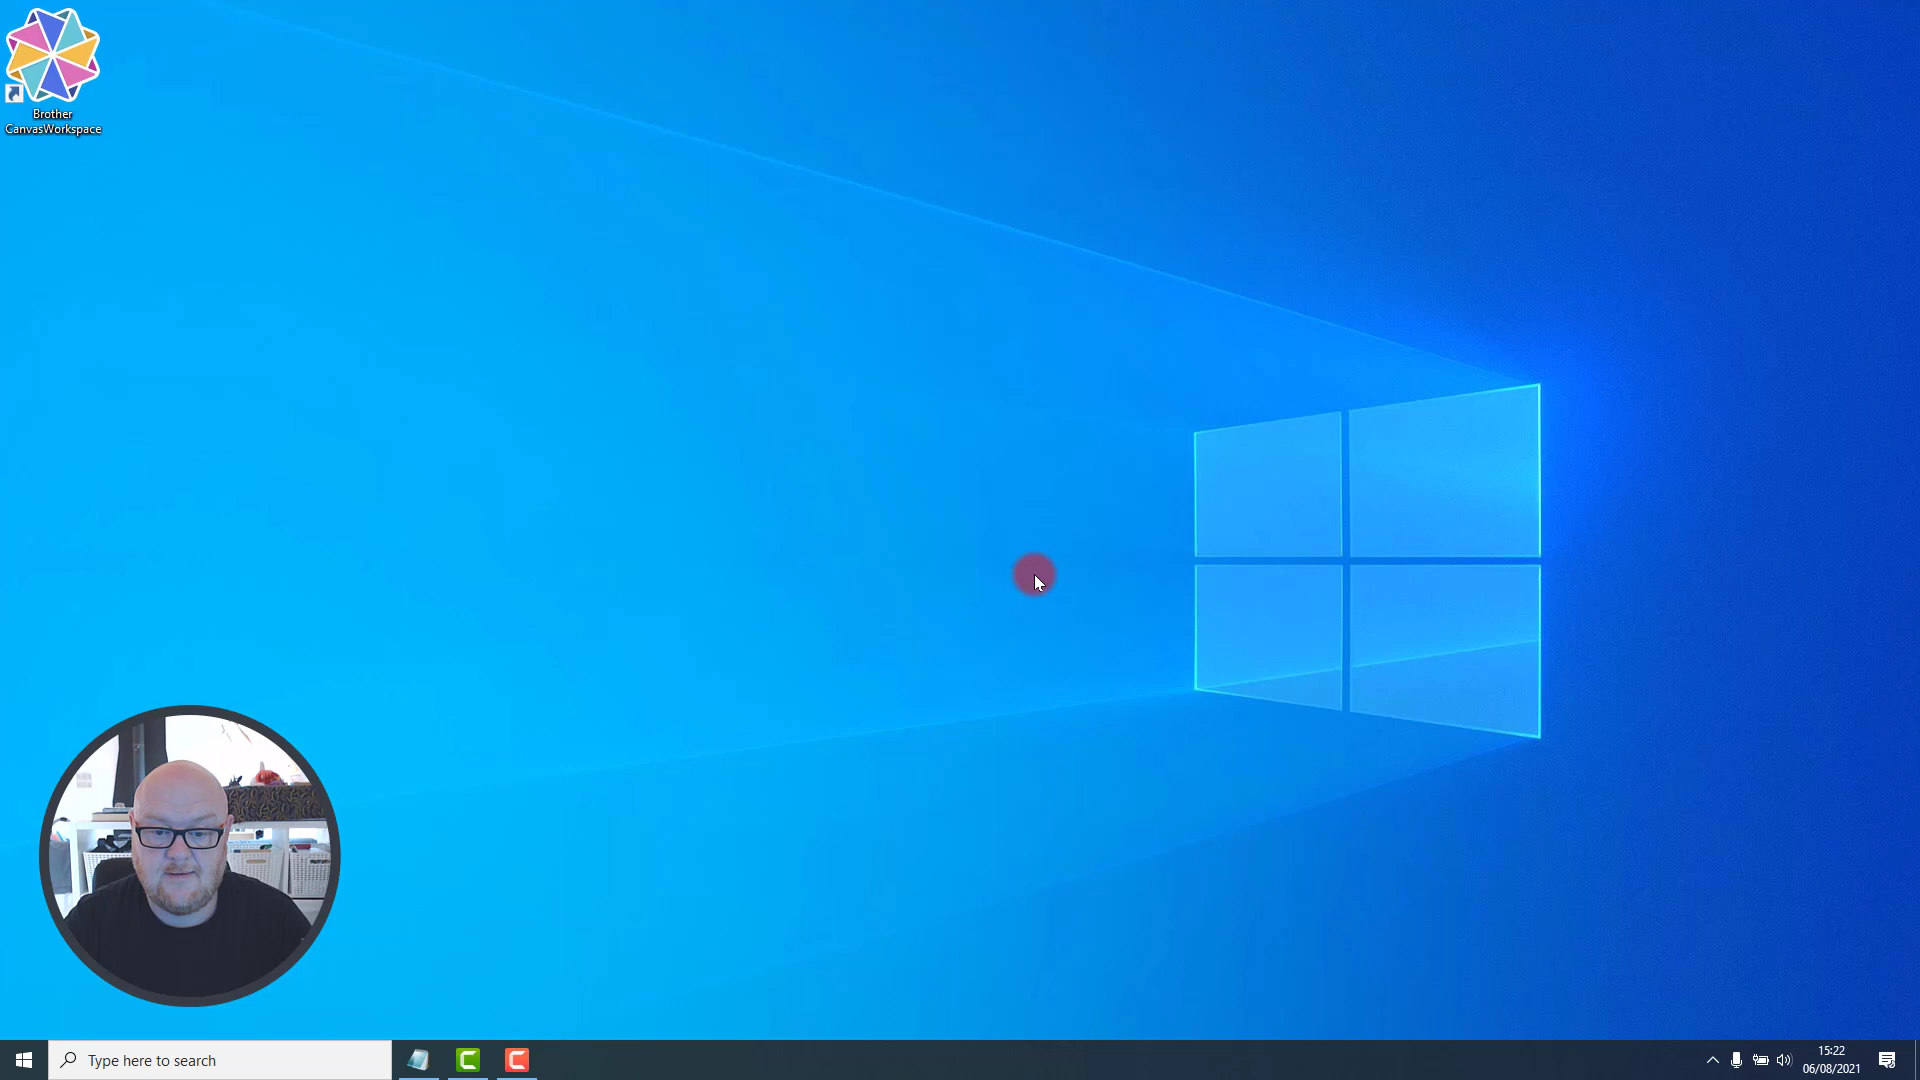 Brother
CanvasWorkspace
Type here to search
15:22
06/08/2021